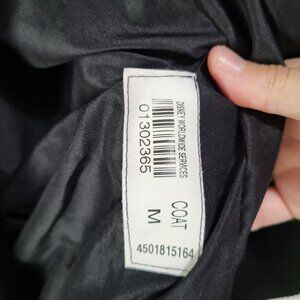 DISNEY WORLDWIDE SERVICES
01302365
COAT
M
4501815164